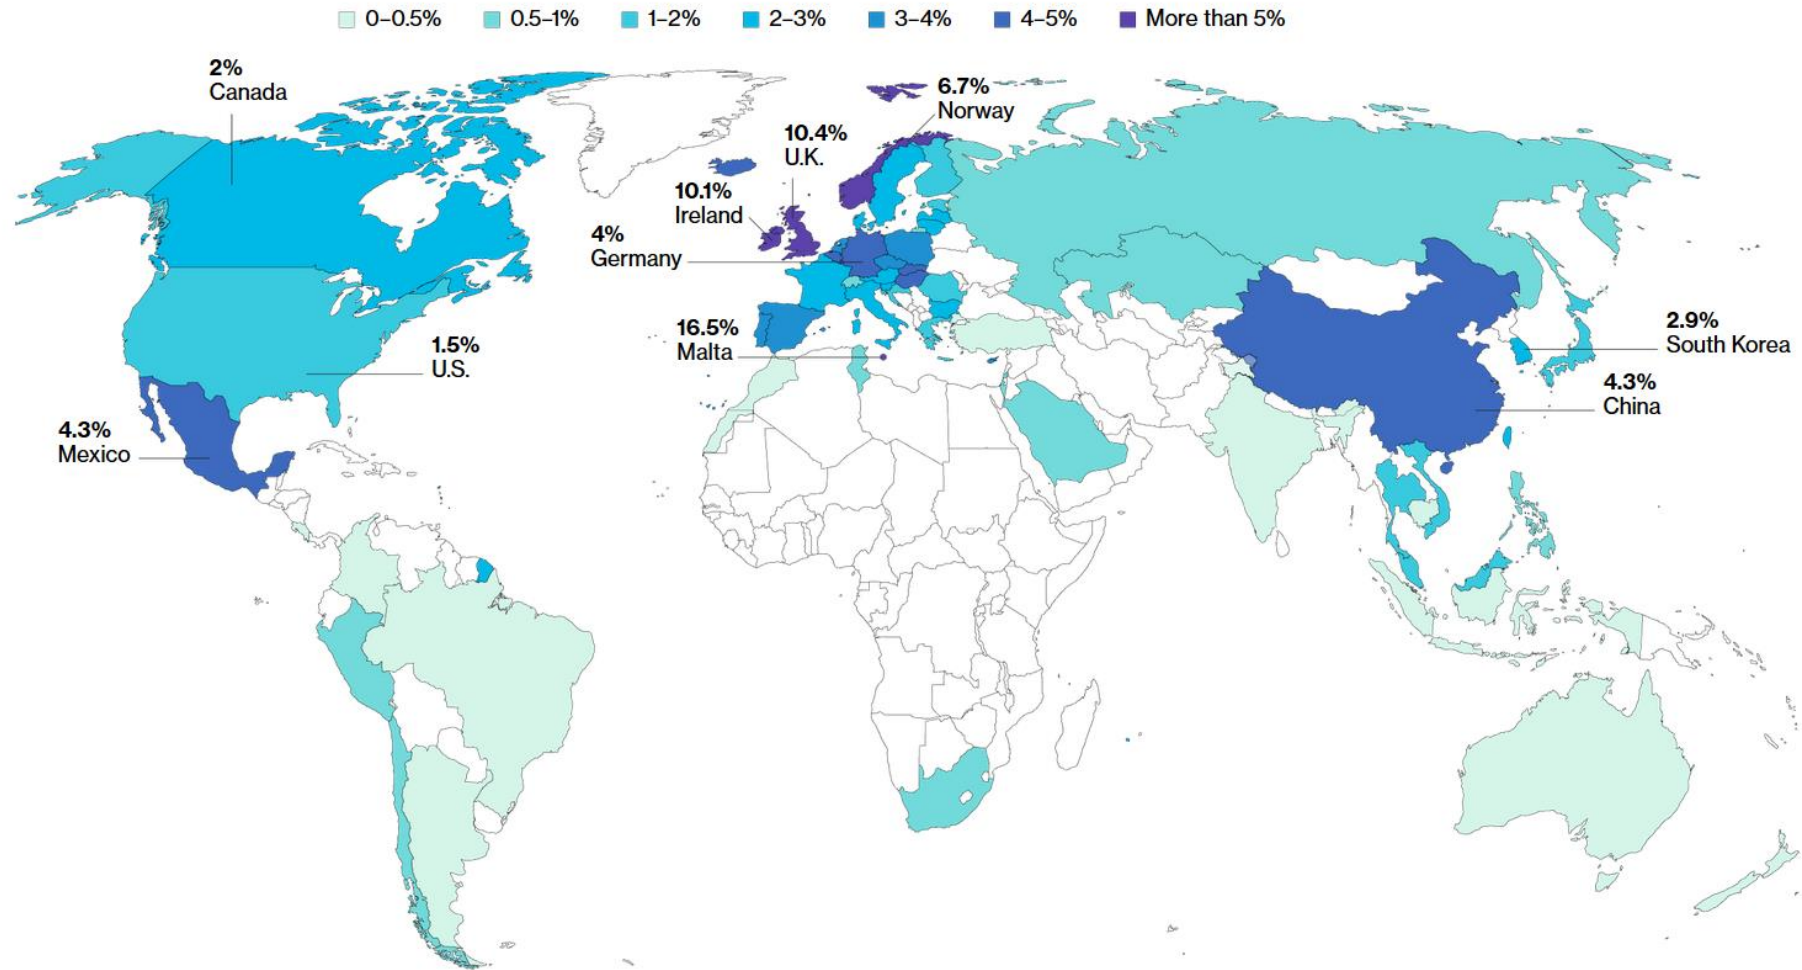 0–0.5%
0.5–1%
1–2%
2–3%
3–4%
4–5%
More than 5%
2%
Canada
6.7%
Norway
10.4%
U.K.
10.1%
Ireland
4%
Germany
16.5%
Malta
2.9%
South Korea
1.5%
U.S.
4.3%
China
4.3%
Mexico